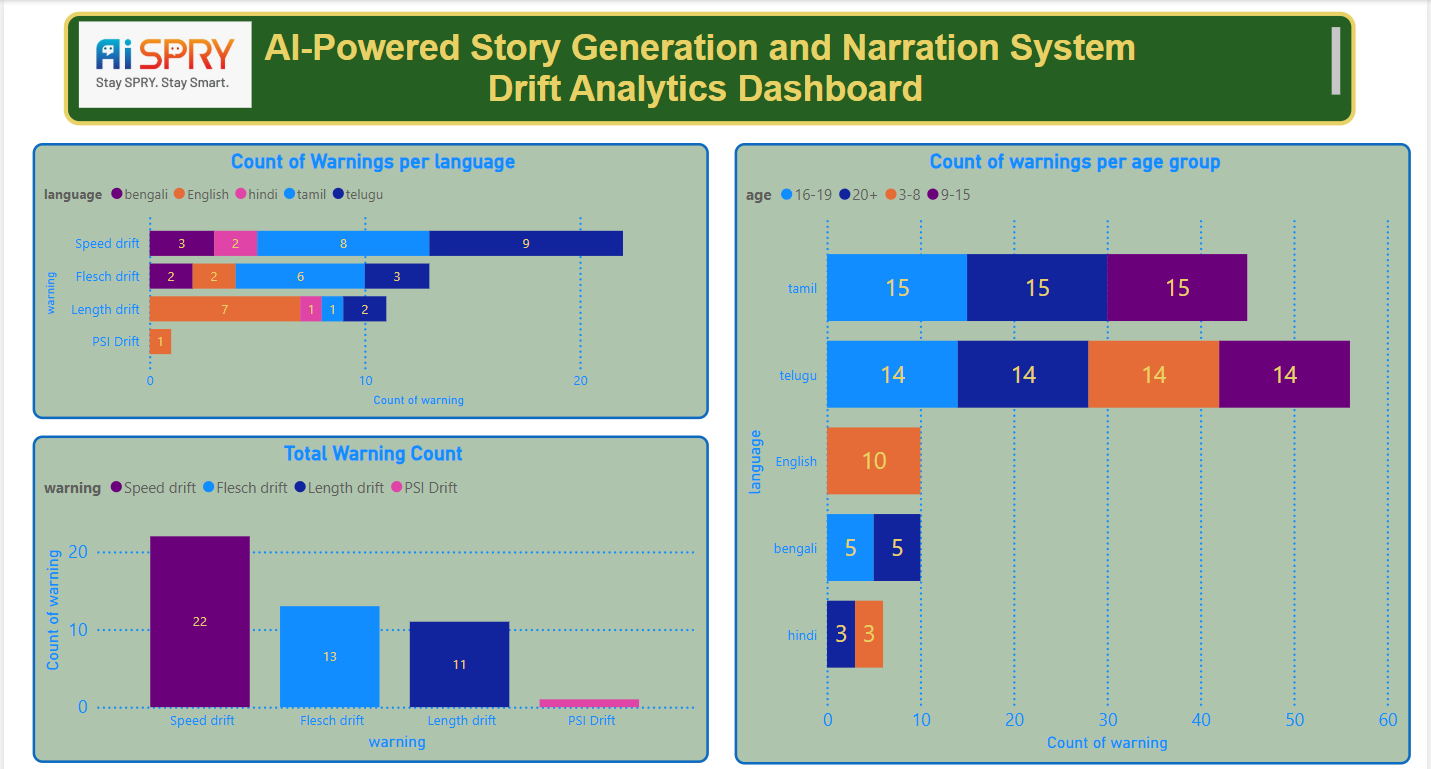 Ai SPRY
Stay SPRY. Stay Smart.
AI-Powered Story Generation and Narration System
Drift Analytics Dashboard
Count of Warnings per language
language bengali English hindi tamil telugu
warning
Speed drift 3 2 8 9
Flesch drift 2 2 6 3
Length drift 7 1 1 2
PSI Drift 1
0 10 20
Count of warning
Total Warning Count
warning Speed drift Flesch drift Length drift PSI Drift
Count of warning
20
10
0
22 13 11
Speed drift Flesch drift Length drift PSI Drift
warning
Count of warnings per age group
age 16-19 20+ 3-8 9-15
language
tamil 15 15 15
telugu 14 14 14 14
English 10
bengali 5 5
hindi 3 3
0 10 20 30 40 50 60
Count of warning